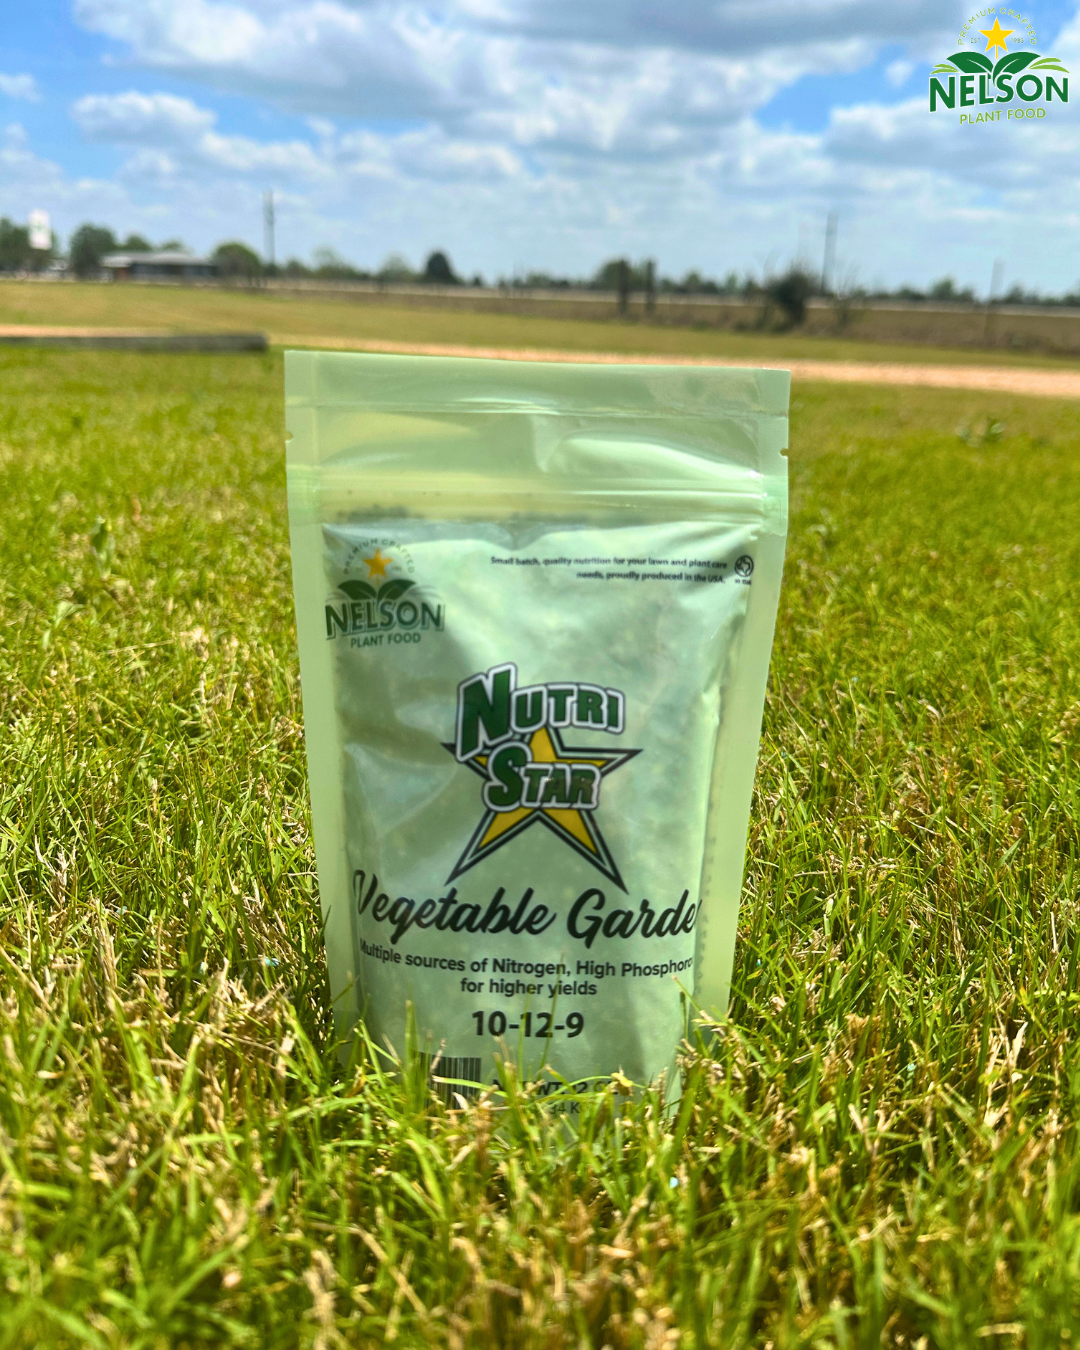 PREMIUM CRAFTED
NELSON
PLANT FOOD
PREMIUM CRAFTED
NELSON
PLANT FOOD
Small batch, quality nutrition for your lawn and plant care
needs, proudly produced in the USA.
NUTRI
STAR
Vegetable Garde
Multiple sources of Nitrogen, High Phosphoro
for higher yields
10-12-9